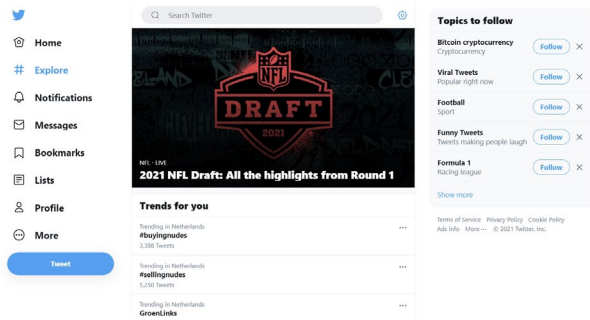 Home
Explore
Notifications
Messages
Bookmarks
Lists
Profile
More
Tweet
Search Twitter
2021 NFL
NFL
DRAFT
2021
NFL · LIVE
2021 NFL Draft: All the highlights from Round 1
Trends for you
Trending in Netherlands
#buyingnudes
3,388 Tweets
Trending in Netherlands
#sellingnudes
5,250 Tweets
Trending in Netherlands
GroenLinks
Topics to follow
Bitcoin cryptocurrency
Cryptocurrency
Follow
Viral Tweets
Popular right now
Follow
Football
Sport
Follow
Funny Tweets
Tweets making people laugh
Follow
Formula 1
Racing league
Follow
Show more
Terms of Service Privacy Policy Cookie Policy
Ads info More ··· © 2021 Twitter, Inc.